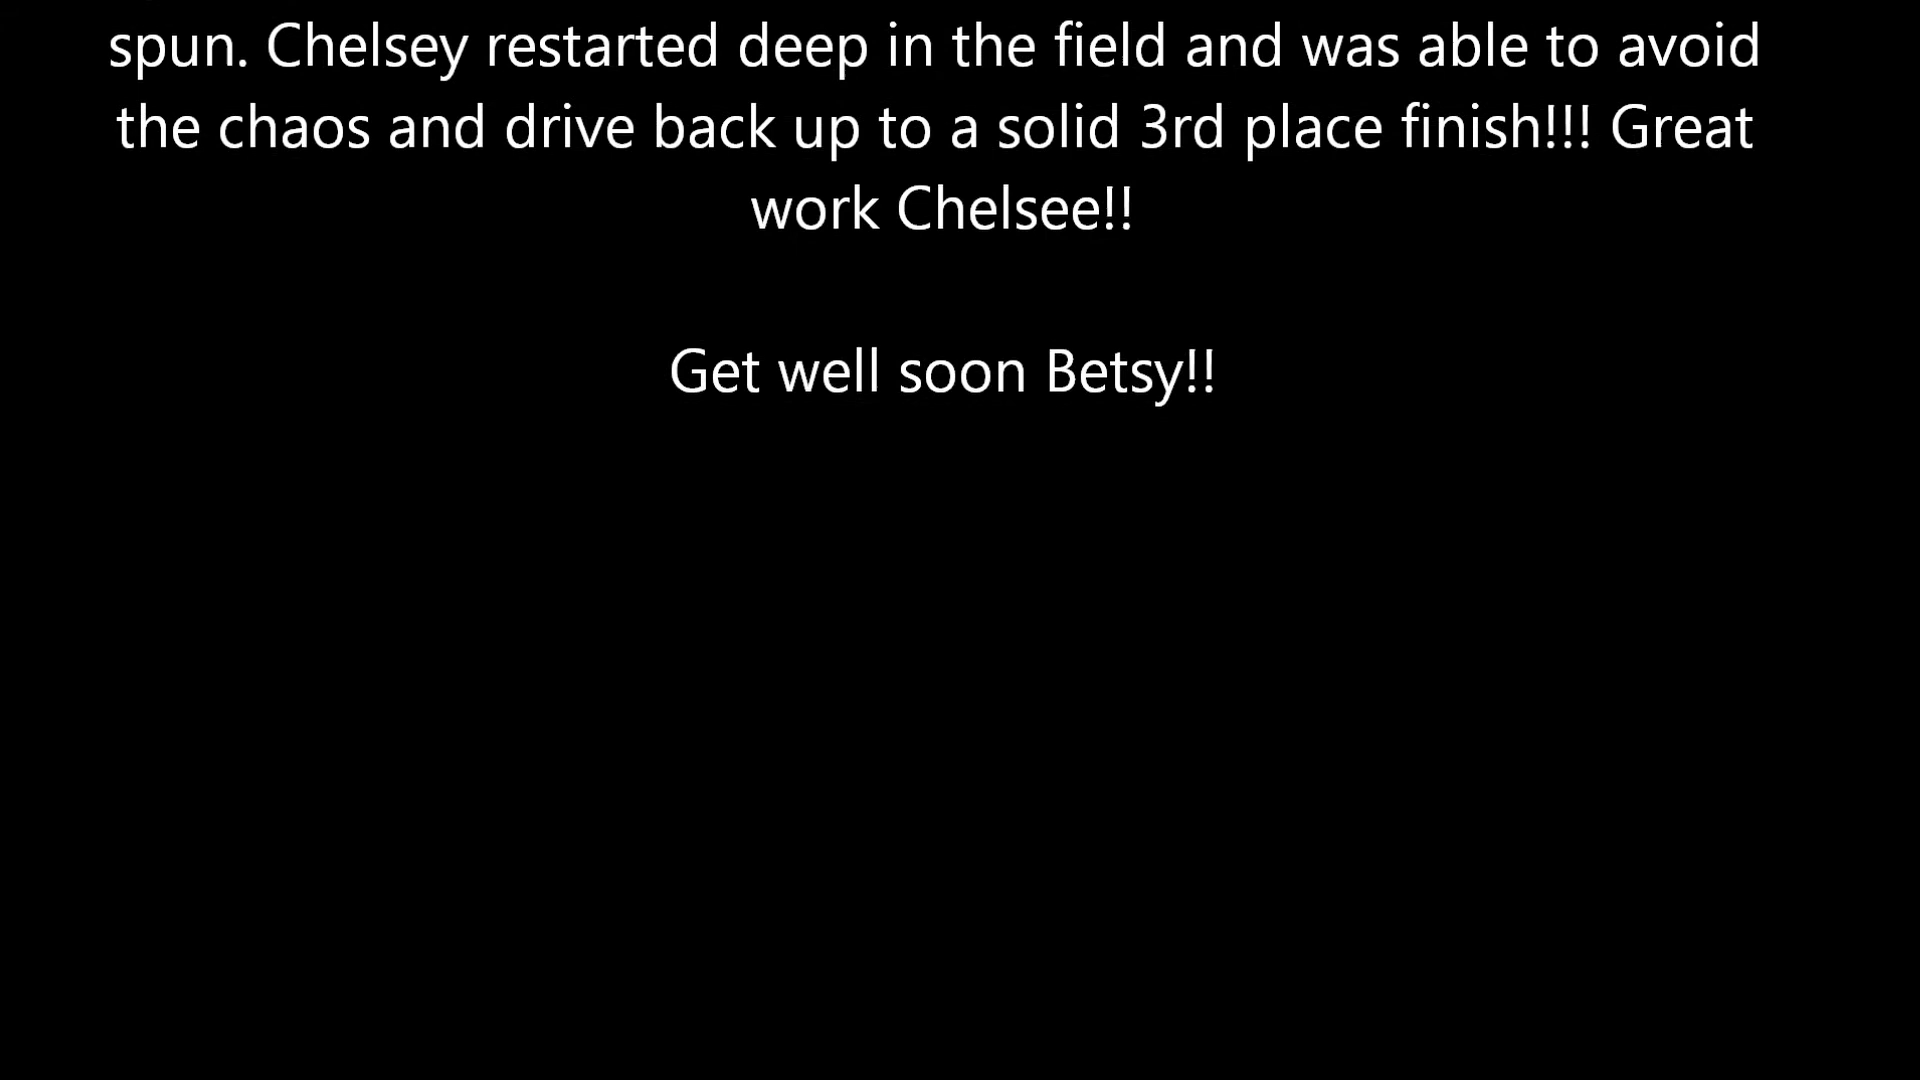 spun. Chelsey restarted deep in the field and was able to avoid
the chaos and drive back up to a solid 3rd place finish!!! Great
work Chelsee!!
Get well soon Betsy!!